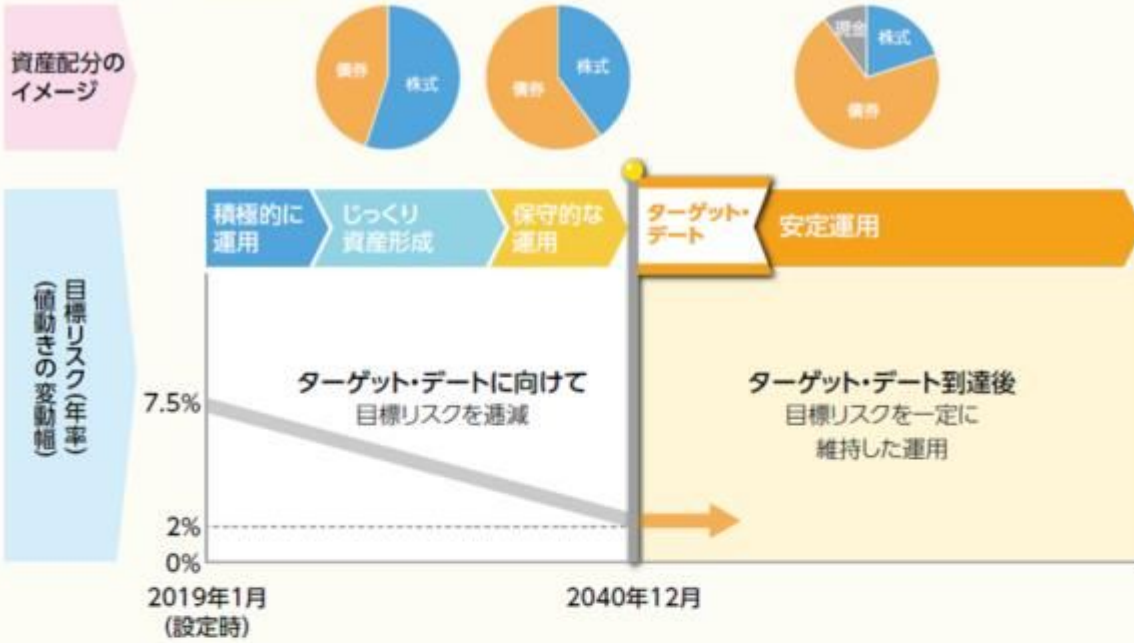 資産配分の
イメージ
債券
株式
債券
株式
現金
株式
債券
積極的に
運用
じっくり
資産形成
保守的な
運用
ターゲット・
デート
安定運用
目標リスク(年率)
(値動きの変動幅)
ターゲット・デートに向けて
目標リスクを逓減
ターゲット・デート到達後
目標リスクを一定に
維持した運用
7.5%
2%
0%
2019年1月
(設定時)
2040年12月